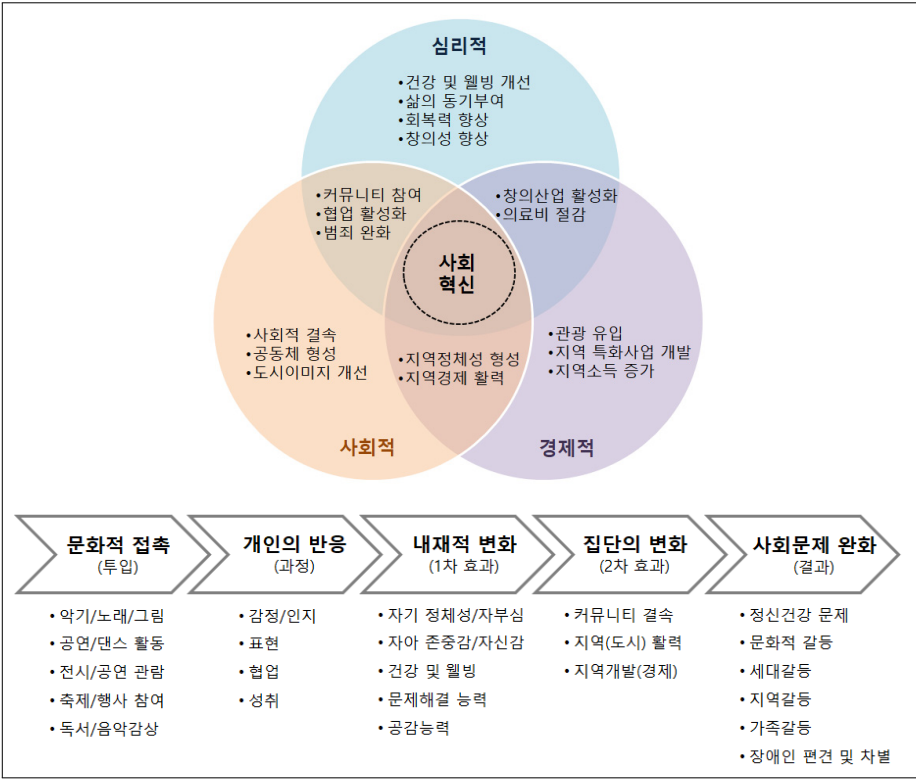 심리적
•건강 및 웰빙 개선
•삶의 동기부여
•회복력 향상
•창의성 향상
•커뮤니티 참여
•협업 활성화
•범죄 완화
•창의산업 활성화
•의료비 절감
사회
혁신
•사회적 결속
•공동체 형성
•도시이미지 개선
•지역정체성 형성
•지역경제 활력
•관광 유입
•지역 특화사업 개발
•지역소득 증가
사회적
경제적
문화적 접촉
(투입)
• 악기/노래/그림
• 공연/댄스 활동
• 전시/공연 관람
• 축제/행사 참여
• 독서/음악감상
개인의 반응
(과정)
• 감정/인지
• 표현
• 협업
• 성취
내재적 변화
(1차 효과)
• 자기 정체성/자부심
• 자아 존중감/자신감
• 건강 및 웰빙
• 문제해결 능력
• 공감능력
집단의 변화
(2차 효과)
• 커뮤니티 결속
• 지역(도시) 활력
• 지역개발(경제)
사회문제 완화
(결과)
• 정신건강 문제
• 문화적 갈등
• 세대갈등
• 지역갈등
• 가족갈등
• 장애인 편견 및 차별